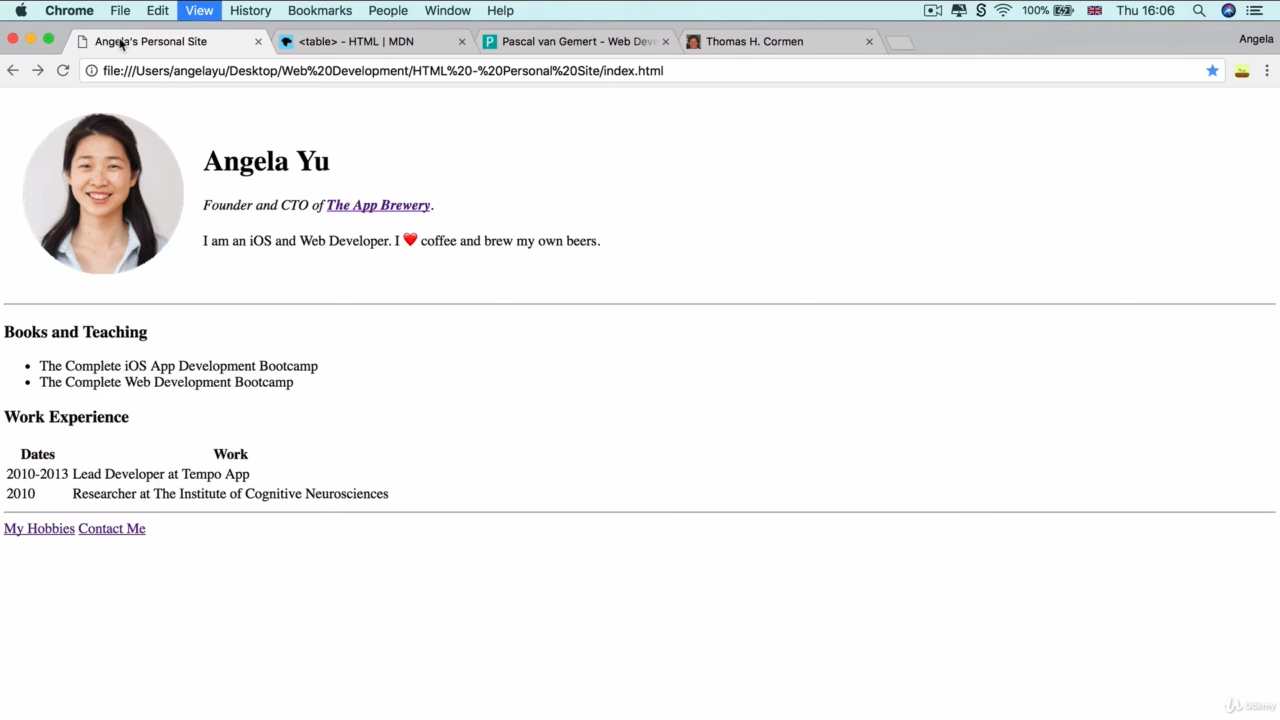 Chrome File Edit View History Bookmarks People Window Help 100% Thu 16:06
Angela's Personal Site <table> - HTML | MDN Pascal van Gemert - Web Deve Thomas H. Cormen Angela
file:///Users/angelayu/Desktop/Web%20Development/HTML%20-%20Personal%20Site/index.html
Angela Yu
Founder and CTO of The App Brewery.
I am an iOS and Web Developer. I ❤️ coffee and brew my own beers.
Books and Teaching
• The Complete iOS App Development Bootcamp
• The Complete Web Development Bootcamp
Work Experience
Dates Work
2010-2013 Lead Developer at Tempo App
2010 Researcher at The Institute of Cognitive Neurosciences
My Hobbies Contact Me
Udemy